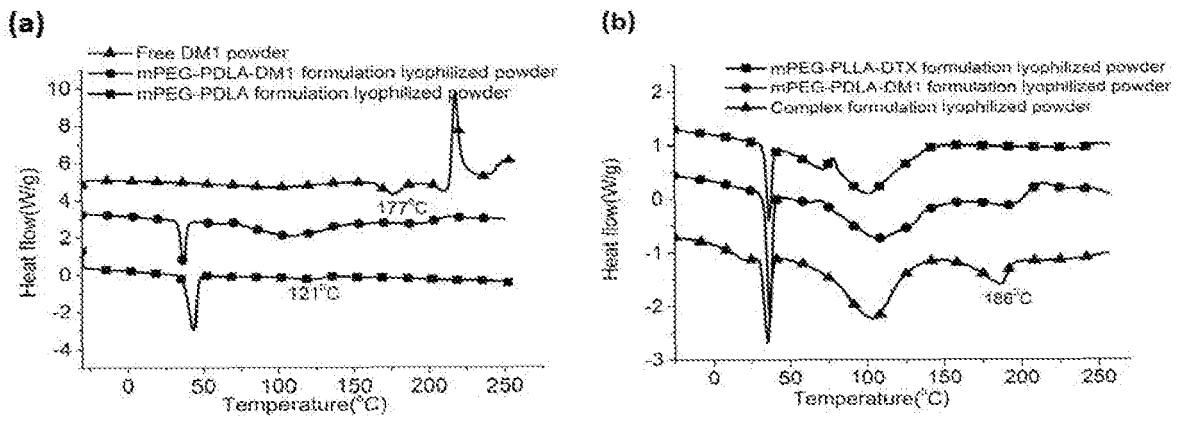 (a)
Free DM1 powder
mPEG-PDLA-DM1 formulation lyophilized powder
mPEG-PDLA formulation lyophilized powder
10
8
6
4
2
0
-2
-4
Heat flow(W/g)
177°C
121°C
0 50 100 150 200 250
Temperature(°C)
(b)
mPEG-PLLA-DTX formulation lyophilized powder
mPEG-PDLA-DM1 formulation lyophilized powder
Complex formulation lyophilized powder
2
1
0
-1
-2
-3
Heat flow(W/g)
186°C
0 50 100 150 200 250
Temperature(°C)